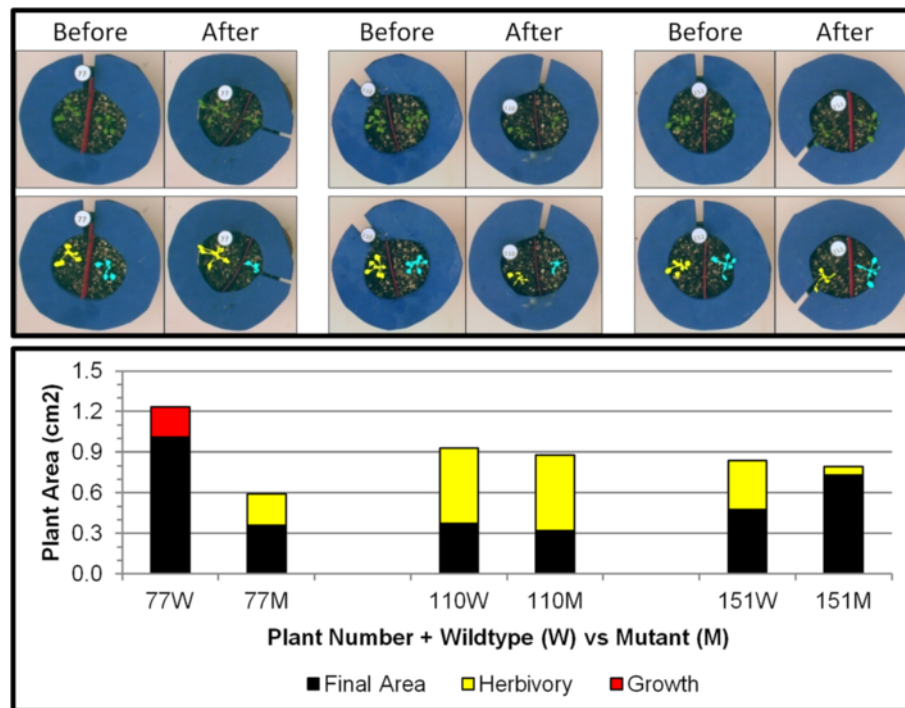 Before After Before After Before After
77 77
77 77
1.5
1.2
0.9
0.6
0.3
0.0
Plant Area (cm2)
77W 77M 110W 110M 151W 151M
Plant Number + Wildtype (W) vs Mutant (M)
Final Area Herbivory Growth